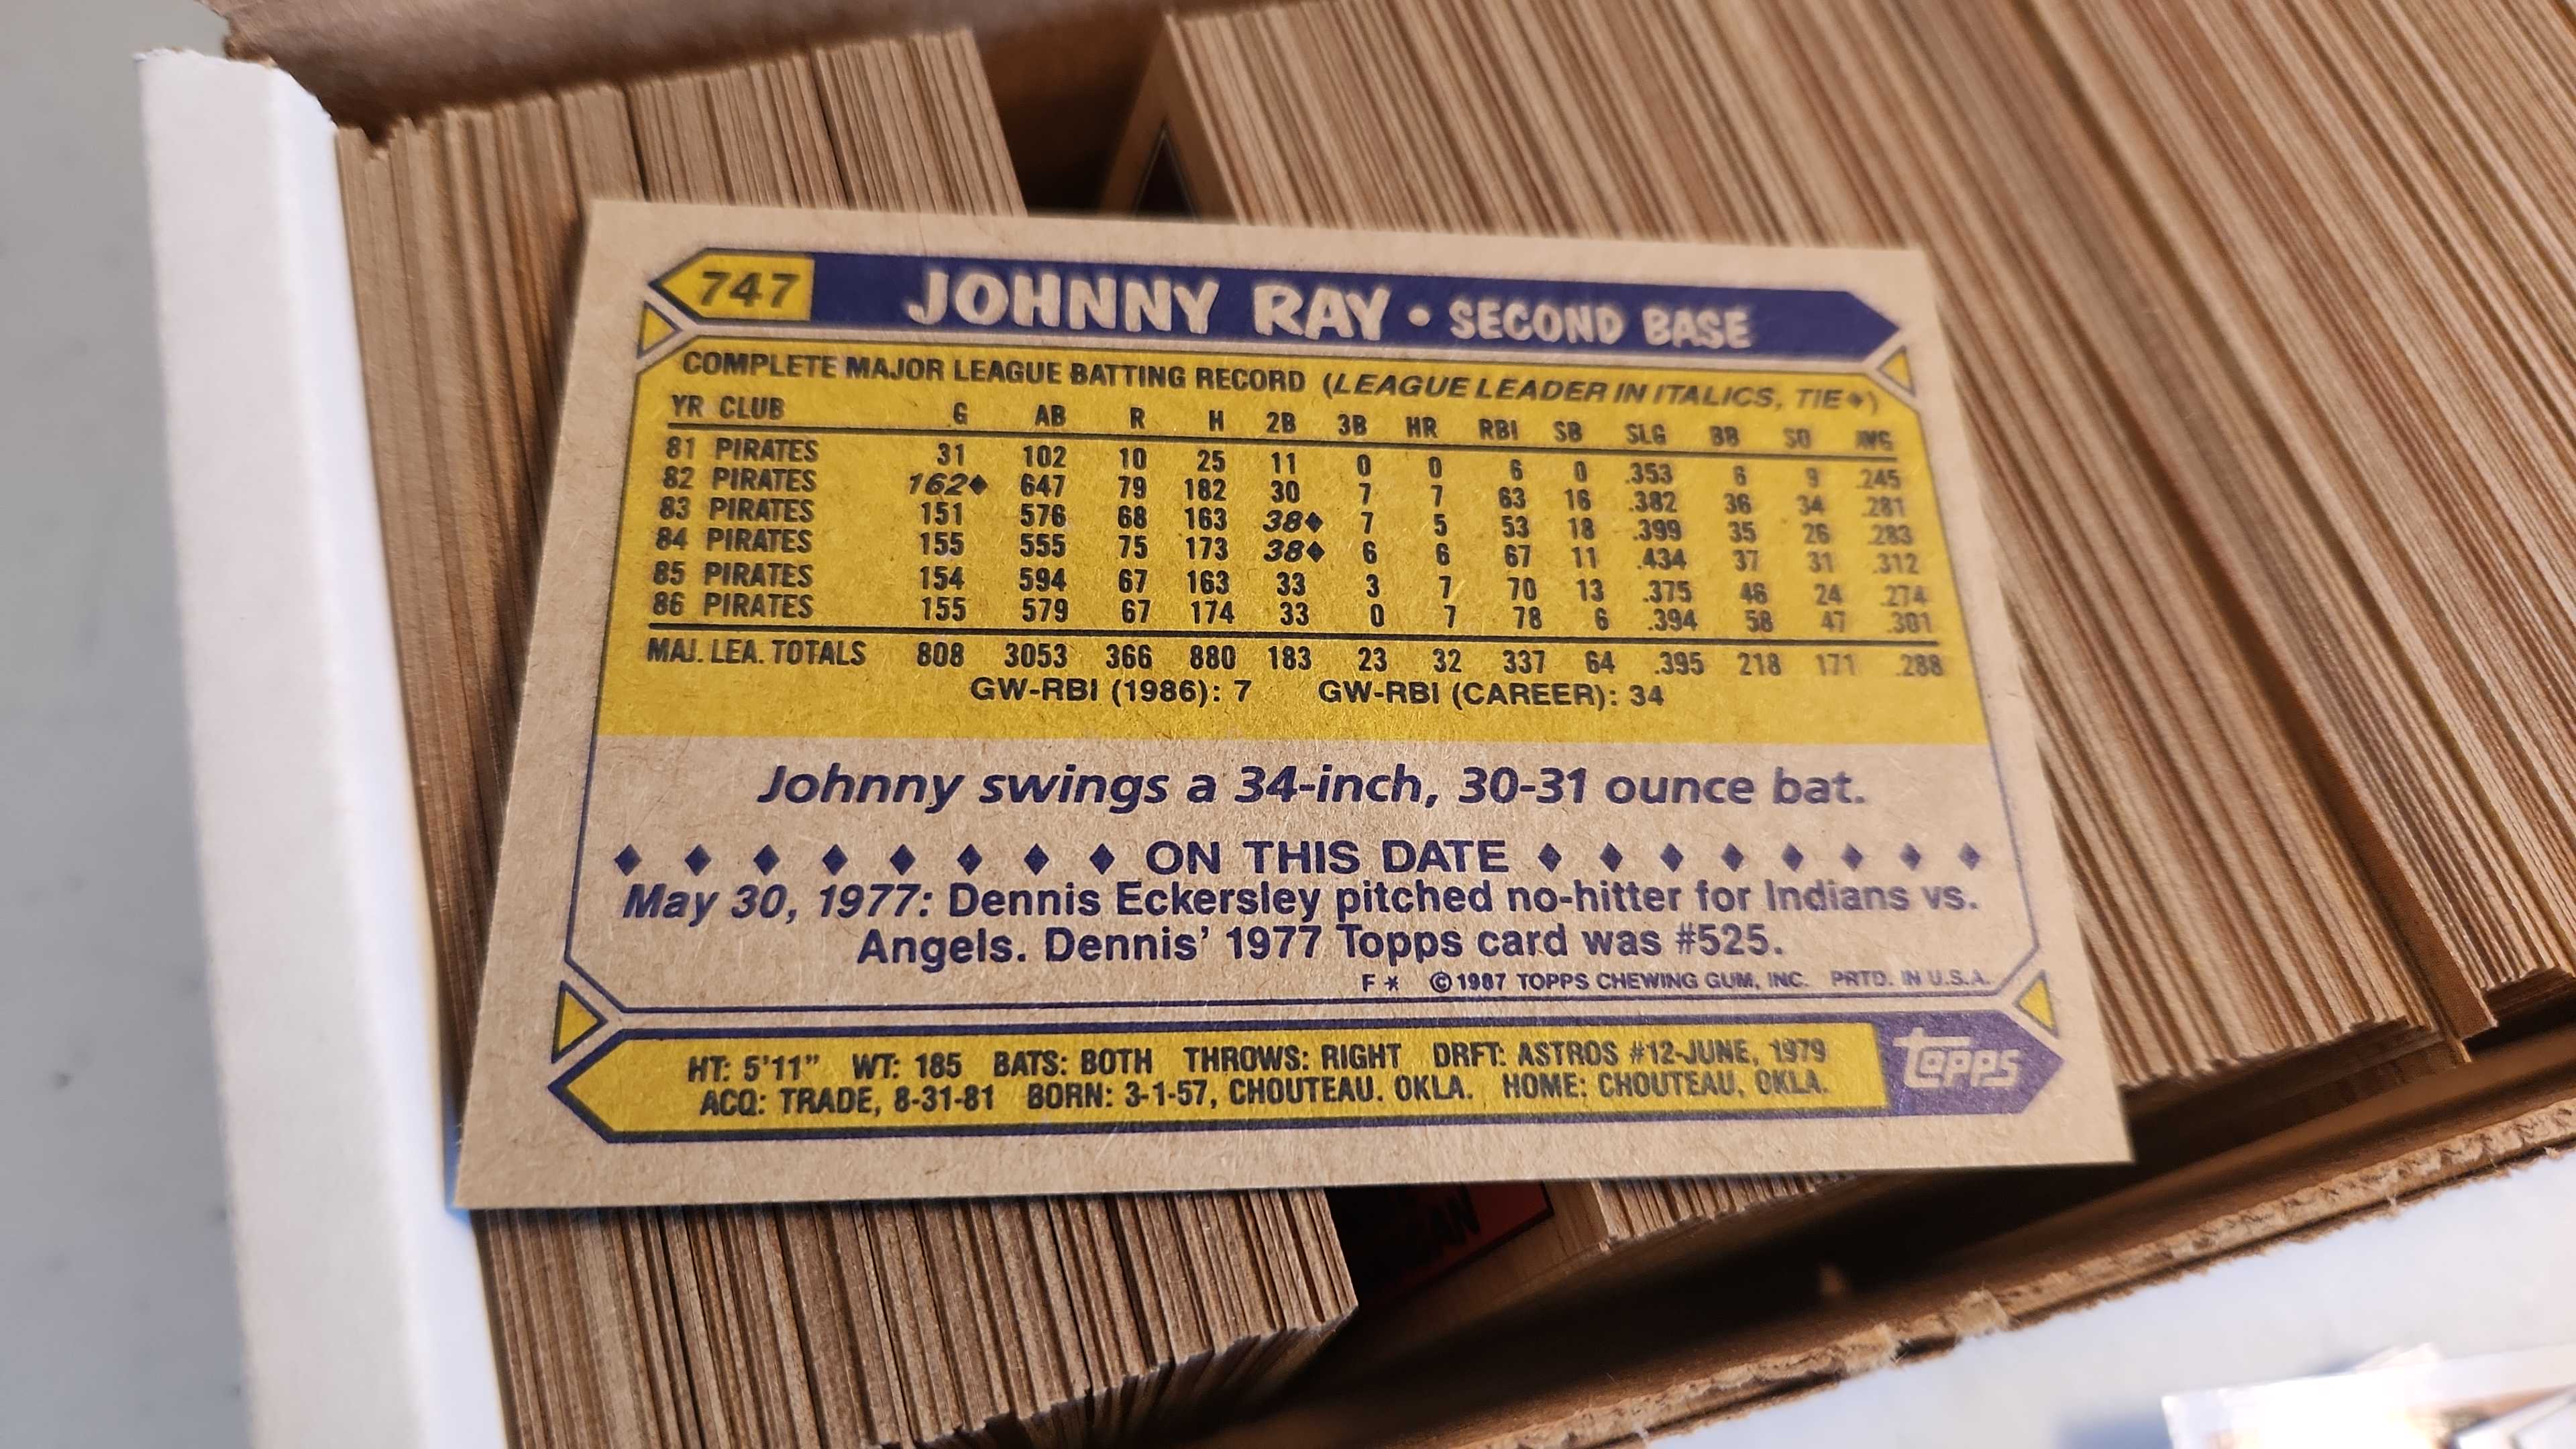 747 JOHNNY RAY • SECOND BASE
COMPLETE MAJOR LEAGUE BATTING RECORD (LEAGUE LEADER IN ITALICS, TIE♦)
YR CLUB G AB R H 2B 3B HR RBI SB SLG BB SO AVG
81 PIRATES 31 102 10 25 11 0 0 6 0 .353 6 9 .245
82 PIRATES 162♦ 647 79 182 30 7 7 63 16 .382 36 34 .281
83 PIRATES 151 576 68 163 38♦ 7 5 53 18 .399 35 26 .283
84 PIRATES 155 555 75 173 38♦ 6 6 67 11 .434 37 31 .312
85 PIRATES 154 594 67 163 33 3 7 70 13 .375 46 24 .274
86 PIRATES 155 579 67 174 33 0 7 78 6 .394 58 47 .301
MAJ. LEA. TOTALS 808 3053 366 880 183 23 32 337 64 .395 218 171 .288
GW-RBI (1986): 7 GW-RBI (CAREER): 34
Johnny swings a 34-inch, 30-31 ounce bat.
♦ ♦ ♦ ♦ ♦ ♦ ♦ ♦ ON THIS DATE ♦ ♦ ♦ ♦ ♦ ♦ ♦ ♦
May 30, 1977: Dennis Eckersley pitched no-hitter for Indians vs.
Angels. Dennis' 1977 Topps card was #525.
F * © 1987 TOPPS CHEWING GUM, INC. PRTD. IN U.S.A.
HT: 5'11" WT: 185 BATS: BOTH THROWS: RIGHT DRFT: ASTROS #12-JUNE, 1979
ACQ: TRADE, 8-31-81 BORN: 3-1-57, CHOUTEAU. OKLA. HOME: CHOUTEAU, OKLA.
topps